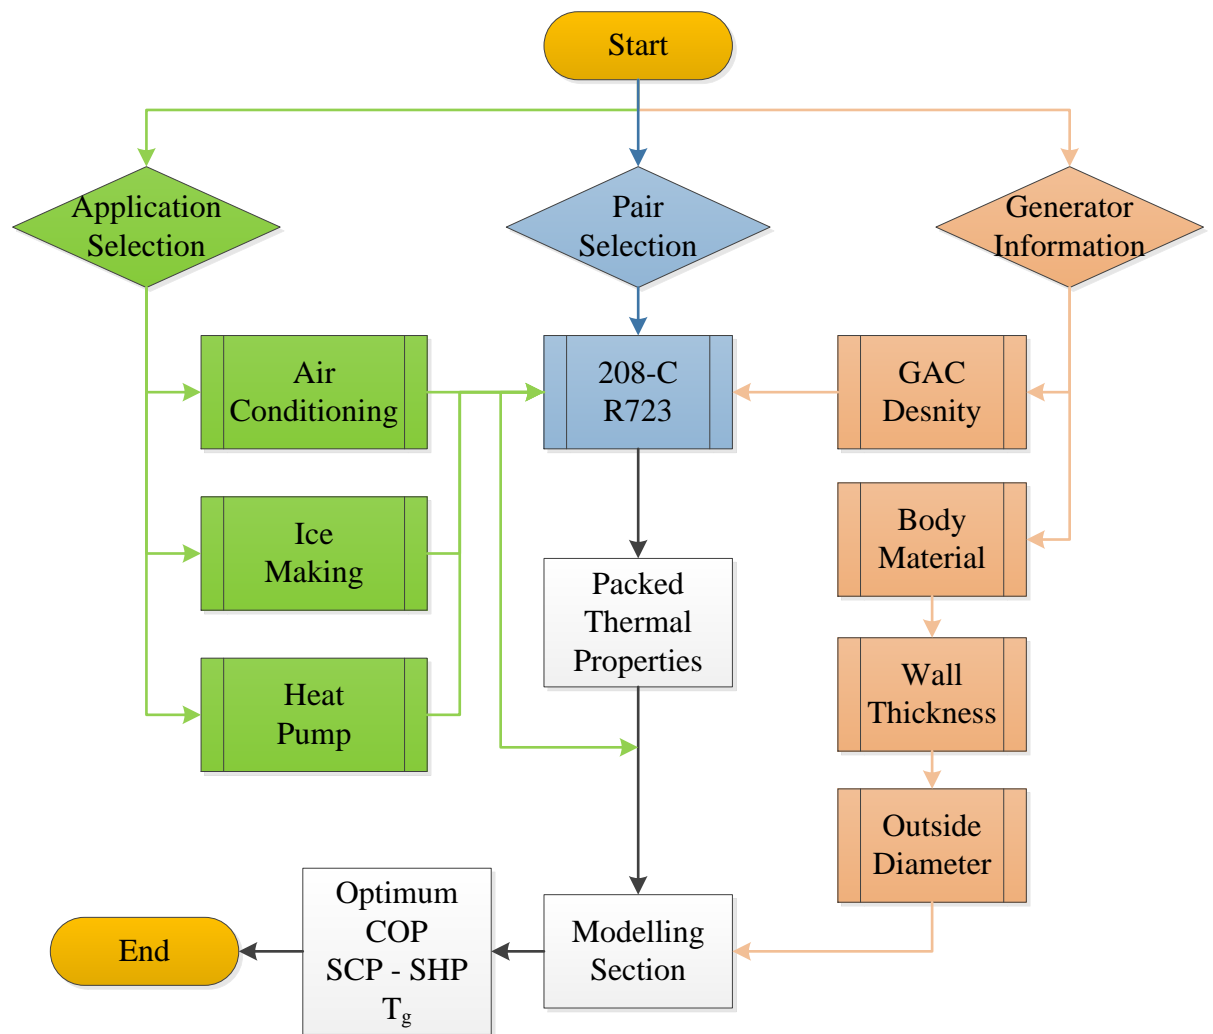 Start
Application
Selection
Pair
Selection
Generator
Information
Air
Conditioning
208-C
R723
GAC
Desnity
Ice
Making
Body
Material
Packed
Thermal
Properties
Heat
Pump
Wall
Thickness
Outside
Diameter
Optimum
COP
SCP - SHP
Tg
End
Modelling
Section